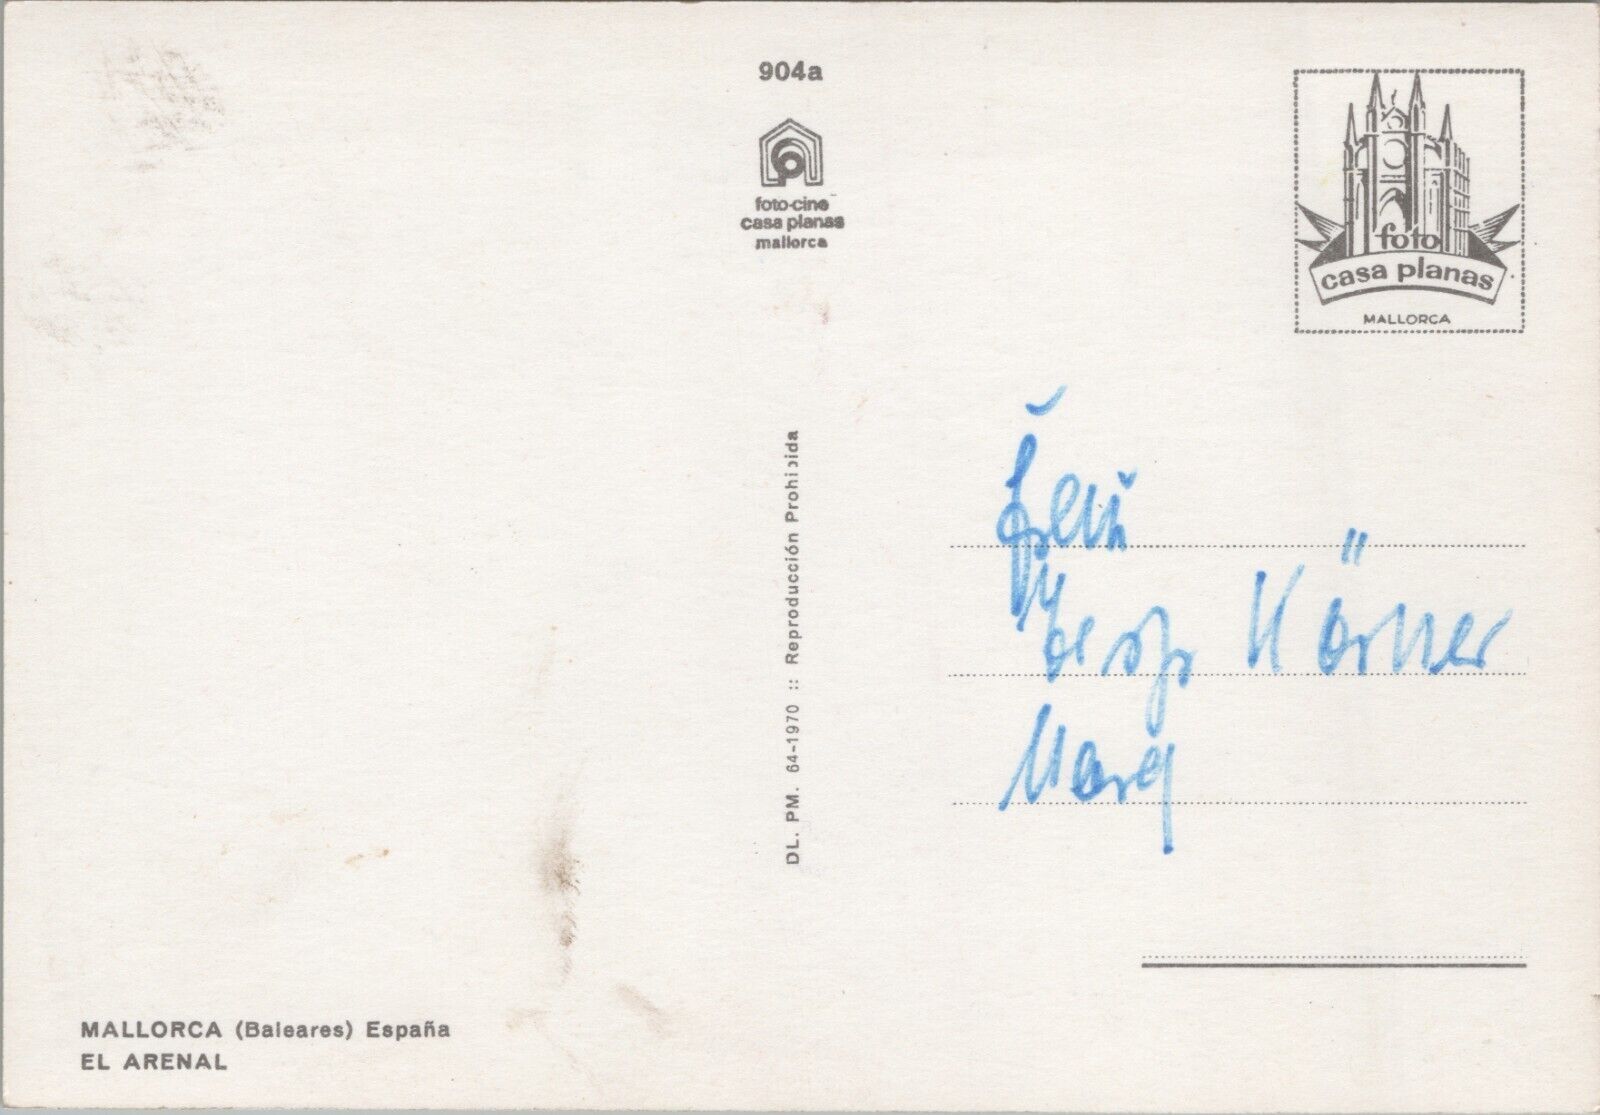 904a
foto-cine
casa planas
mallorca
foto
casa planas
MALLORCA
DL. PM. 64-1970 :: Reproducción Prohibida
Körner
MALLORCA (Baleares) España
EL ARENAL